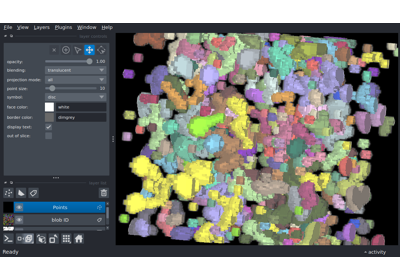 File View Layers Plugins Window Help
opacity: 1.00
blending: translucent
projection mode: all
point size: 10
symbol: disc
face color: white
border color: dimgrey
display text:
out of slice:
Points
blob ID
Ready
activity